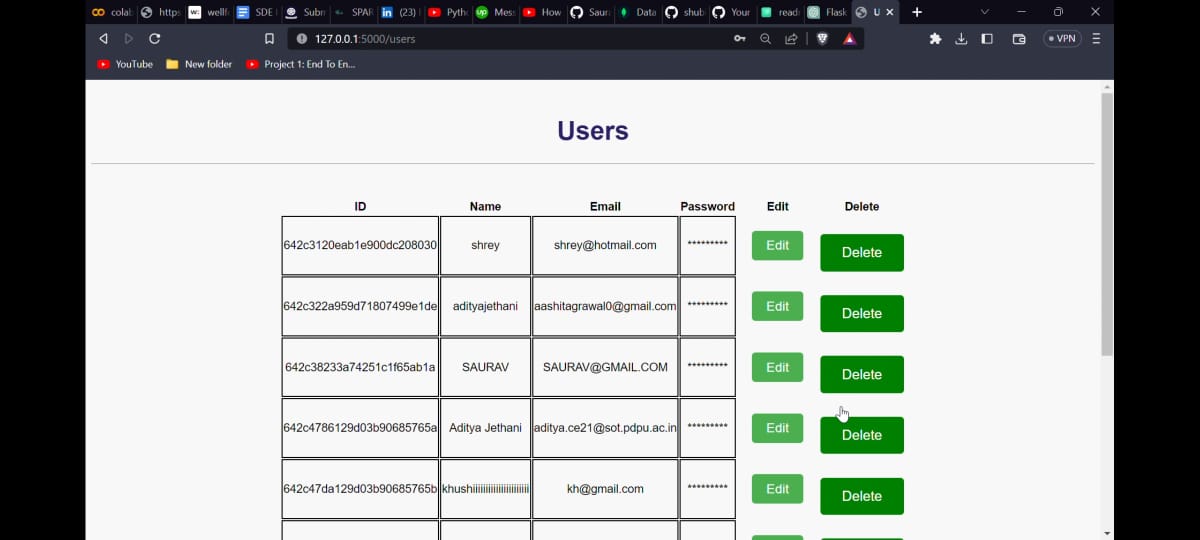 colab https wellf SDE Subm SPAR (23) Pyth Mess How Saur Data shub Your read Flask U
127.0.0.1:5000/users VPN
YouTube New folder Project 1: End To En...
Users
ID Name Email Password Edit Delete
642c3120eab1e900dc208030 shrey shrey@hotmail.com ********* Edit Delete
642c322a959d71807499e1de adityajethani aashitagrawal0@gmail.com ********* Edit Delete
642c38233a74251c1f65ab1a SAURAV SAURAV@GMAIL.COM ********* Edit Delete
642c4786129d03b90685765a Aditya Jethani aditya.ce21@sot.pdpu.ac.in ********* Edit Delete
642c47da129d03b90685765b khushiiiiiiiiiiiiiiiiiiiiii kh@gmail.com ********* Edit Delete